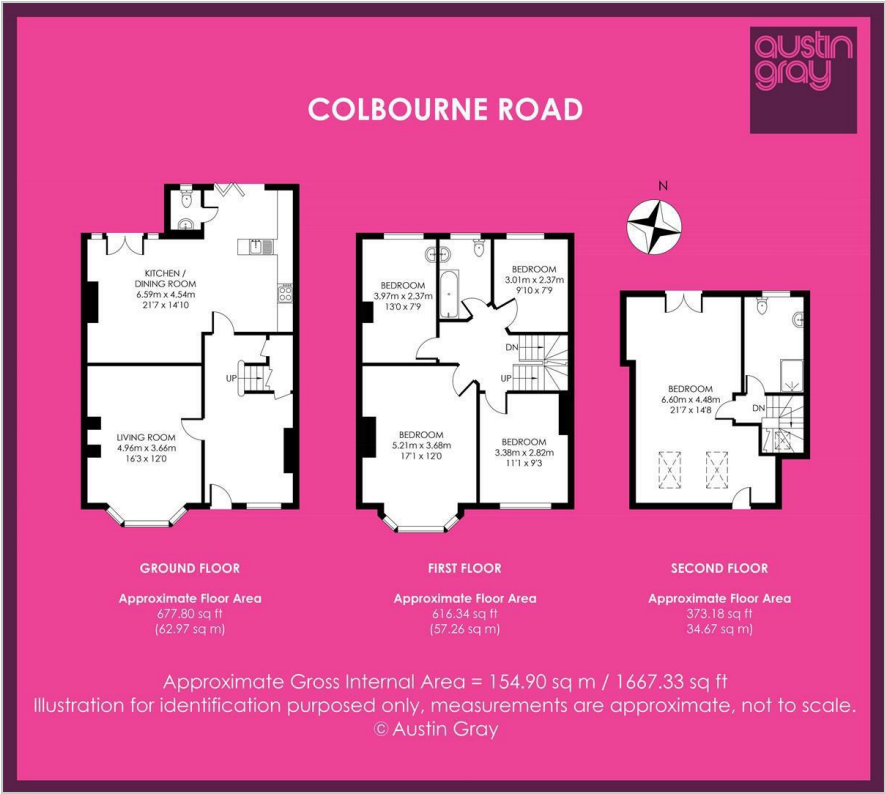 austin
gray
COLBOURNE ROAD
N
KITCHEN /
DINING ROOM
6.59m x 4.54m
21'7 x 14'10
UP
LIVING ROOM
4.96m x 3.66m
16'3 x 12'0
BEDROOM
3.97m x 2.37m
13'0 x 7'9
BEDROOM
3.01m x 2.37m
9'10 x 7'9
DN
UP
BEDROOM
5.21m x 3.68m
17'1 x 12'0
BEDROOM
3.38m x 2.82m
11'1 x 9'3
BEDROOM
6.60m x 4.48m
21'7 x 14'8
DN
GROUND FLOOR
Approximate Floor Area
677.80 sq ft
(62.97 sq m)
FIRST FLOOR
Approximate Floor Area
616.34 sq ft
(57.26 sq m)
SECOND FLOOR
Approximate Floor Area
373.18 sq ft
34.67 sq m)
Approximate Gross Internal Area = 154.90 sq m / 1667.33 sq ft
Illustration for identification purposed only, measurements are approximate, not to scale.
© Austin Gray